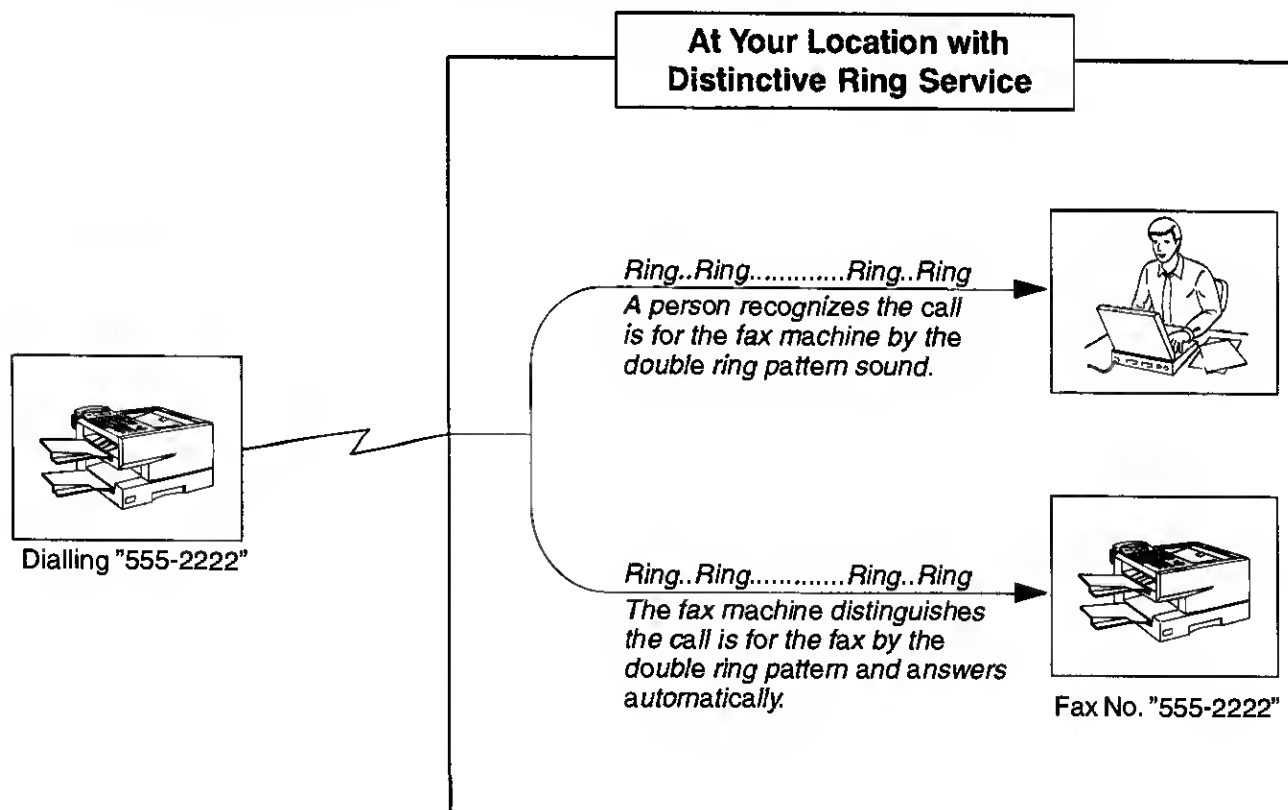 At Your Location with
Distinctive Ring Service
Ring..Ring.............Ring..Ring
A person recognizes the call
is for the fax machine by the
double ring pattern sound.
Dialling "555-2222"
Ring..Ring.............Ring..Ring
The fax machine distinguishes
the call is for the fax by the
double ring pattern and answers
automatically.
Fax No. "555-2222"